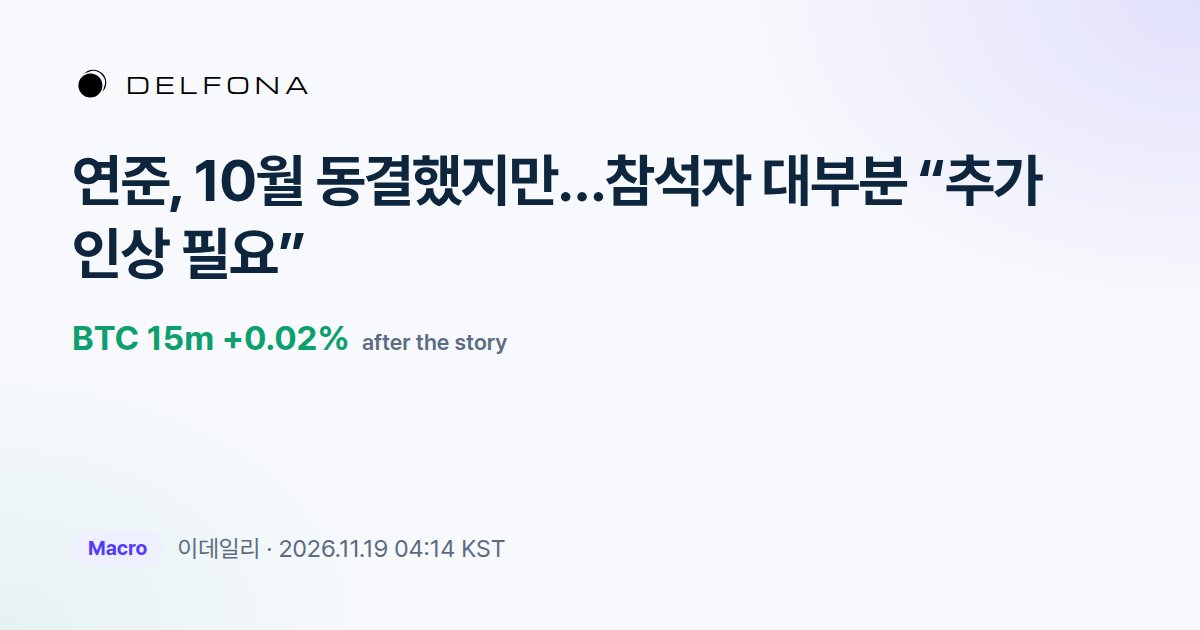 DELFONA
연준, 10월 동결했지만…참석자 대부분 “추가
인상 필요”
BTC 15m +0.02% after the story
Macro 이데일리 · 2026.11.19 04:14 KST